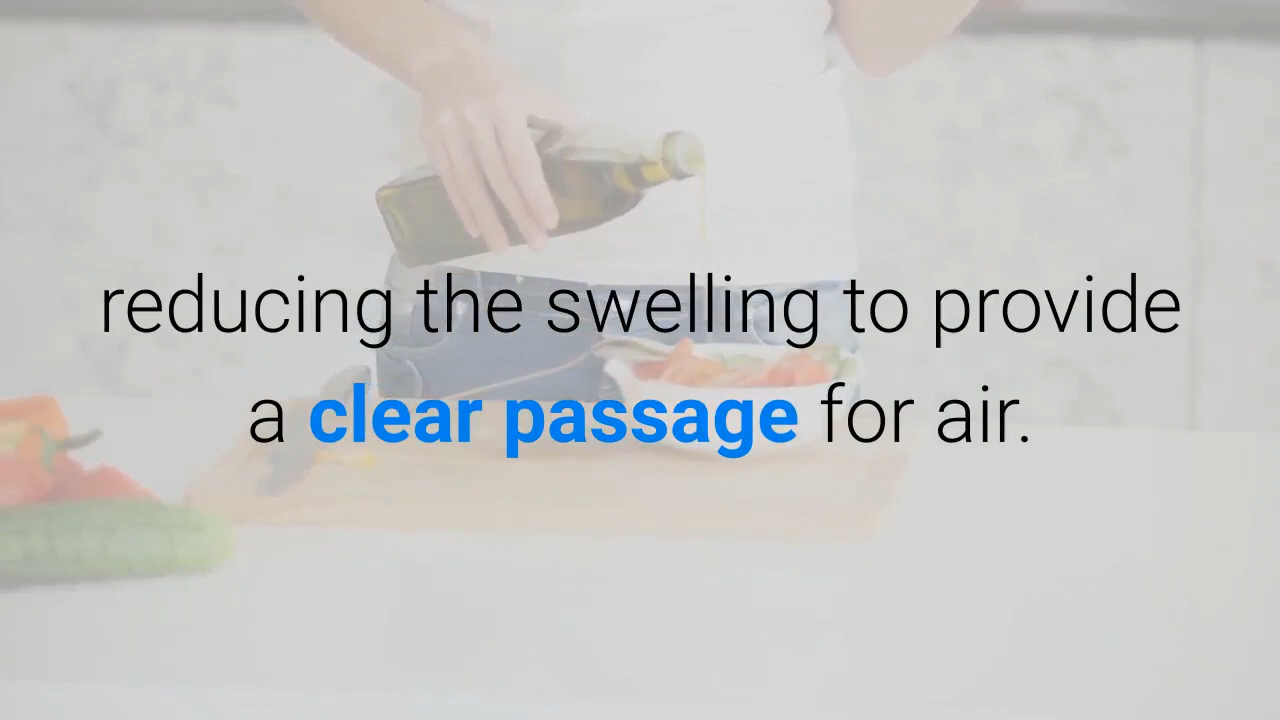 reducing the swelling to provide
a clear passage for air.